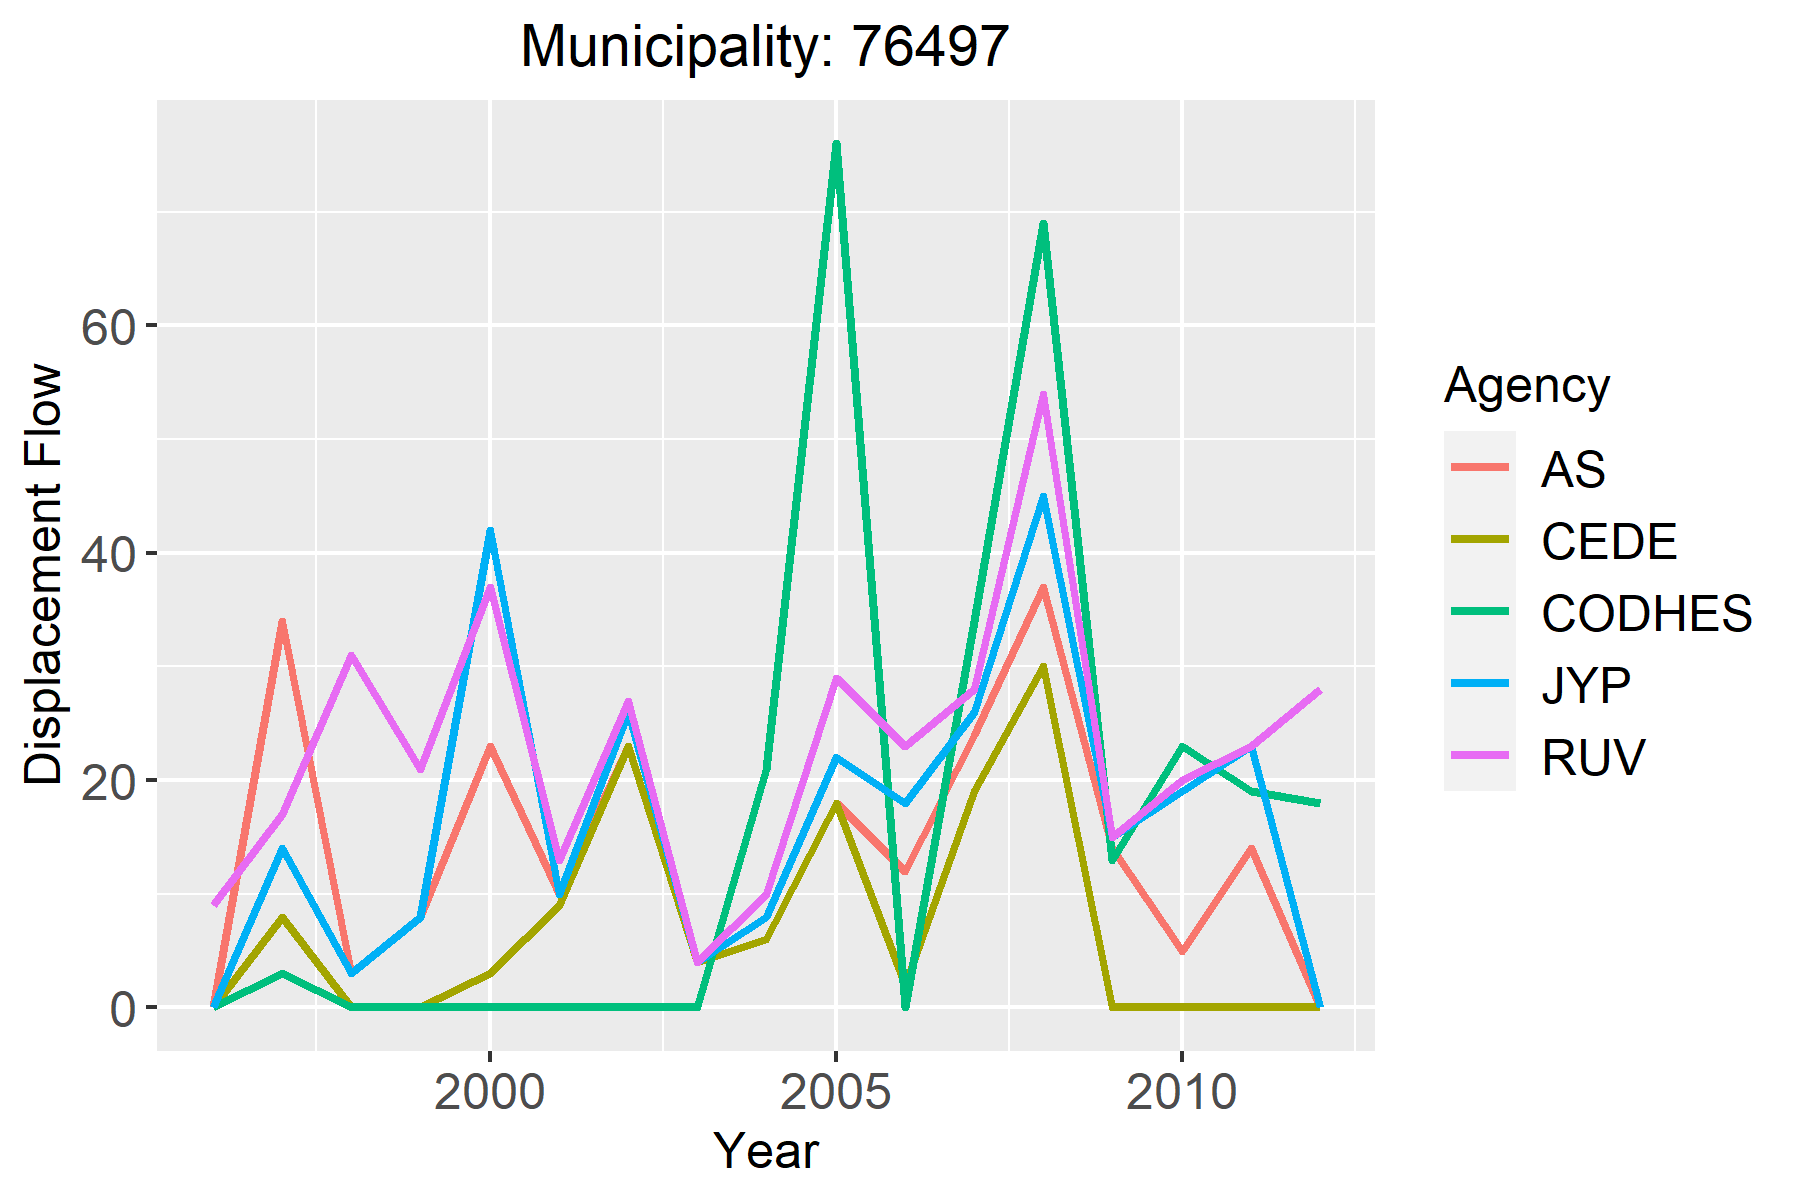 Municipality: 76497
Displacement Flow
60
40
20
0
2000 2005 2010
Year
Agency
AS
CEDE
CODHES
JYP
RUV